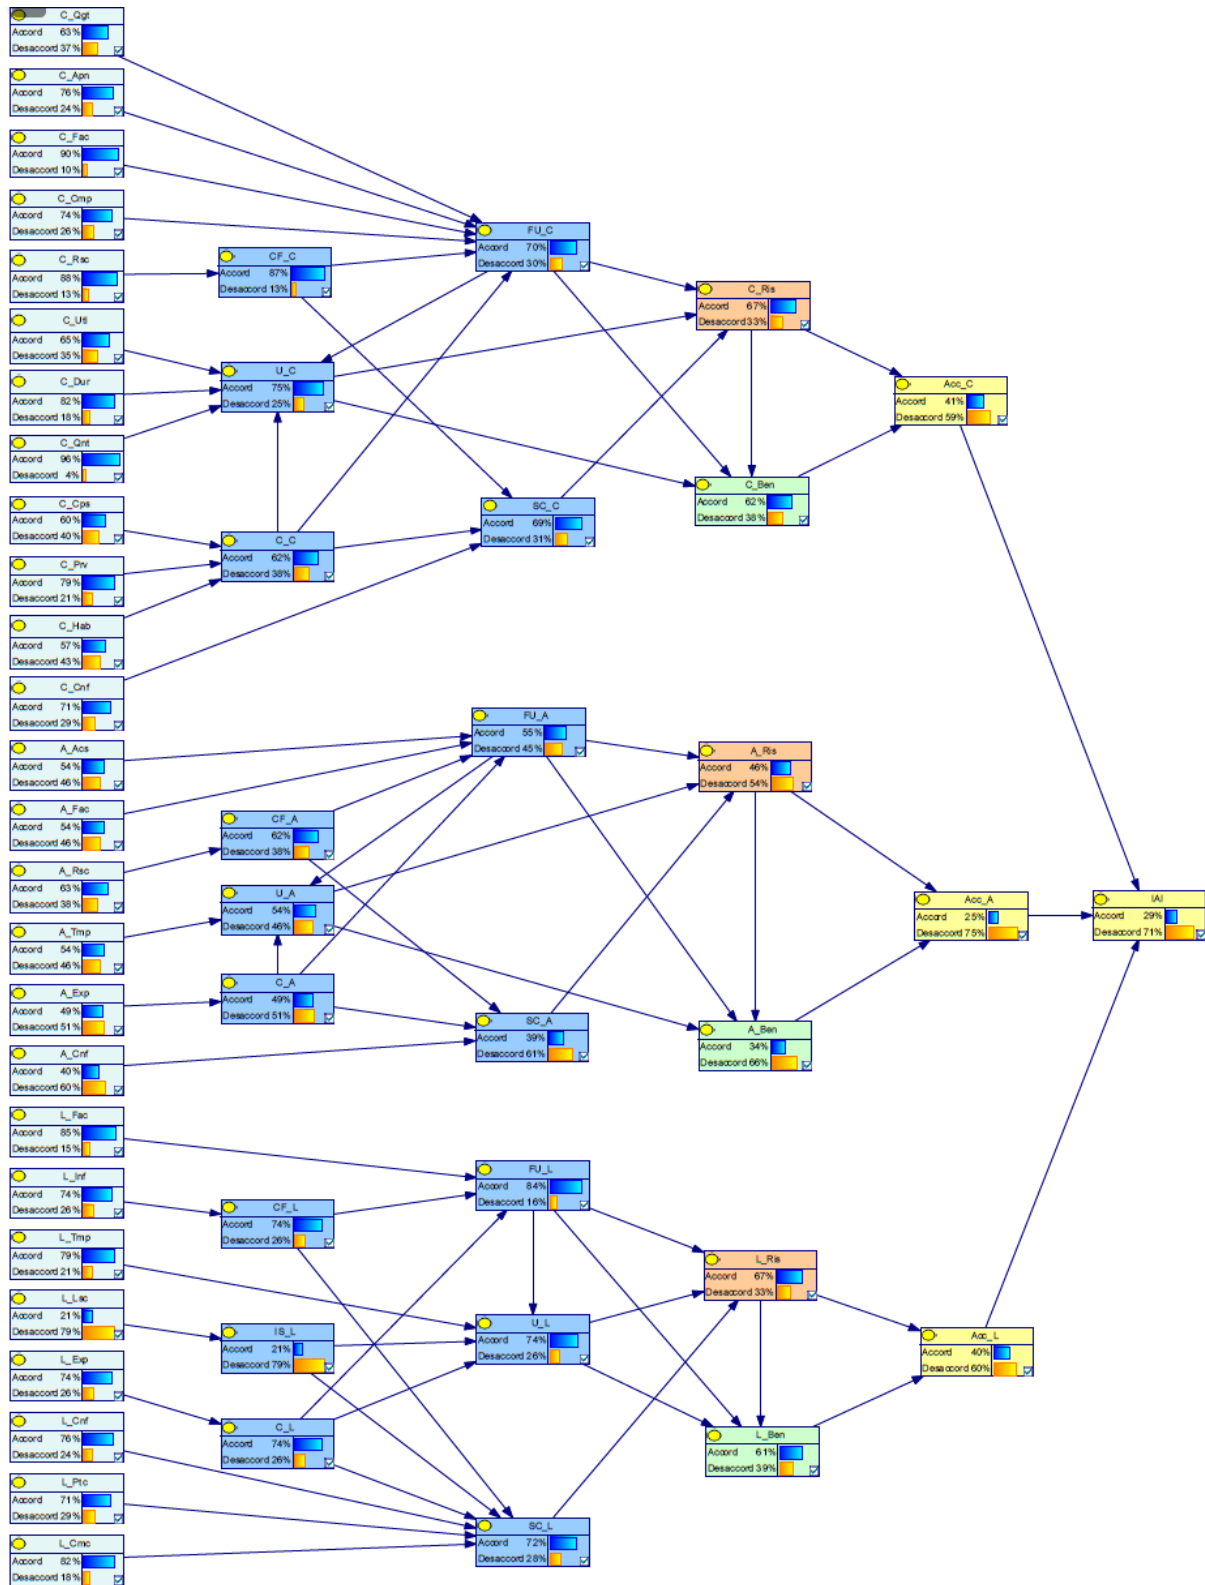 C_Qgt
Accord 63%
Desaccord 37%
C_Apn
Accord 76%
Desaccord 24%
C_Fac
Accord 90%
Desaccord 10%
C_Cmp
Accord 74%
Desaccord 26%
C_Rsc
Accord 88%
Desaccord 13%
C_Utl
Accord 65%
Desaccord 35%
C_Dur
Accord 82%
Desaccord 18%
C_Qnt
Accord 96%
Desaccord 4%
C_Cps
Accord 60%
Desaccord 40%
C_Prv
Accord 79%
Desaccord 21%
C_Hab
Accord 57%
Desaccord 43%
C_Cnf
Accord 71%
Desaccord 29%
CF_C
Accord 87%
Desaccord 13%
U_C
Accord 75%
Desaccord 25%
C_C
Accord 62%
Desaccord 38%
FU_C
Accord 70%
Desaccord 30%
SC_C
Accord 69%
Desaccord 31%
C_Ris
Accord 67%
Desaccord 33%
C_Ben
Accord 62%
Desaccord 38%
Acc_C
Accord 41%
Desaccord 59%
A_Acs
Accord 54%
Desaccord 46%
A_Fac
Accord 54%
Desaccord 46%
A_Rsc
Accord 63%
Desaccord 38%
A_Tmp
Accord 54%
Desaccord 46%
A_Exp
Accord 49%
Desaccord 51%
A_Cnf
Accord 40%
Desaccord 60%
CF_A
Accord 62%
Desaccord 38%
U_A
Accord 54%
Desaccord 46%
C_A
Accord 49%
Desaccord 51%
FU_A
Accord 55%
Desaccord 45%
SC_A
Accord 39%
Desaccord 61%
A_Ris
Accord 46%
Desaccord 54%
A_Ben
Accord 34%
Desaccord 66%
Acc_A
Accord 25%
Desaccord 75%
IAI
Accord 29%
Desaccord 71%
L_Fac
Accord 85%
Desaccord 15%
L_Inf
Accord 74%
Desaccord 26%
L_Tmp
Accord 79%
Desaccord 21%
L_Lsc
Accord 21%
Desaccord 79%
L_Exp
Accord 74%
Desaccord 26%
L_Cnf
Accord 76%
Desaccord 24%
L_Ptc
Accord 71%
Desaccord 29%
L_Cmc
Accord 82%
Desaccord 18%
CF_L
Accord 74%
Desaccord 26%
IS_L
Accord 21%
Desaccord 79%
C_L
Accord 74%
Desaccord 26%
FU_L
Accord 84%
Desaccord 16%
U_L
Accord 74%
Desaccord 26%
SC_L
Accord 72%
Desaccord 28%
L_Ris
Accord 67%
Desaccord 33%
L_Ben
Accord 61%
Desaccord 39%
Acc_L
Accord 40%
Desaccord 60%